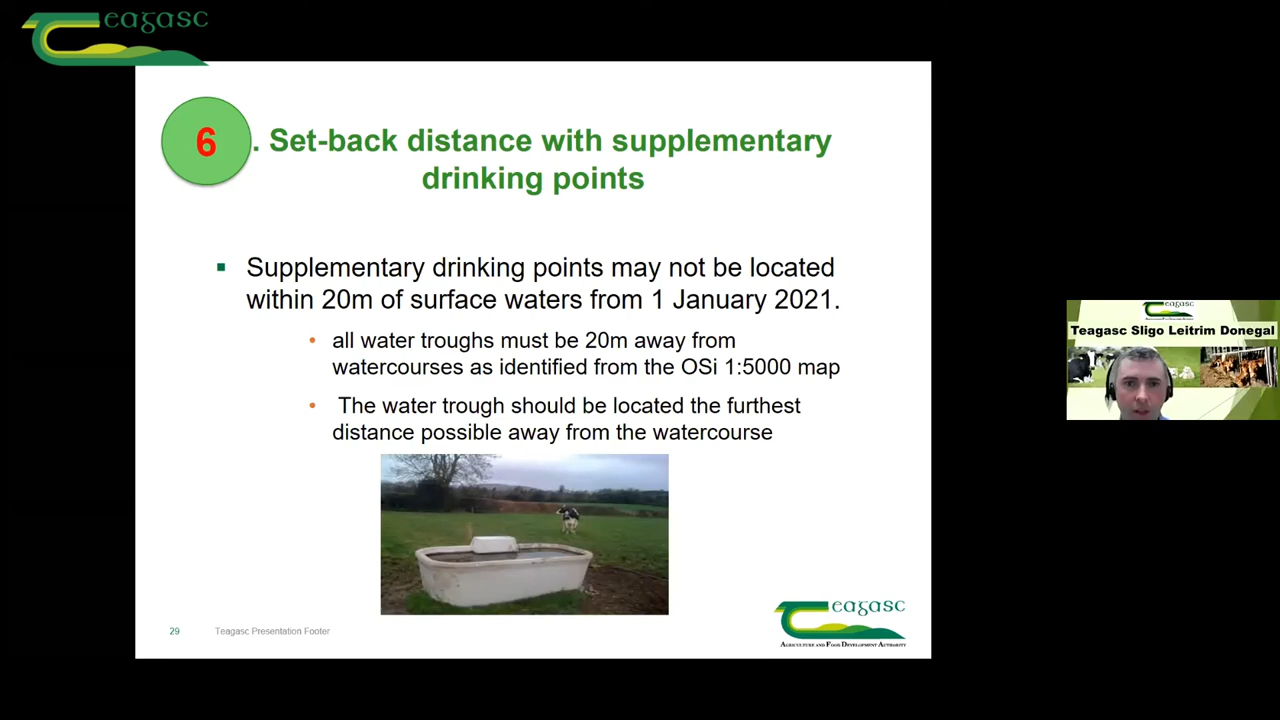 eagasc
6
. Set-back distance with supplementary
drinking points
Supplementary drinking points may not be located
within 20m of surface waters from 1 January 2021.
all water troughs must be 20m away from
watercourses as identified from the OSi 1:5000 map
The water trough should be located the furthest
distance possible away from the watercourse
eagasc
Teagasc Sligo Leitrim Donegal
29
Teagasc Presentation Footer
eagasc
AGRICULTURE AND FOOD DEVELOPMENT AUTHORITY